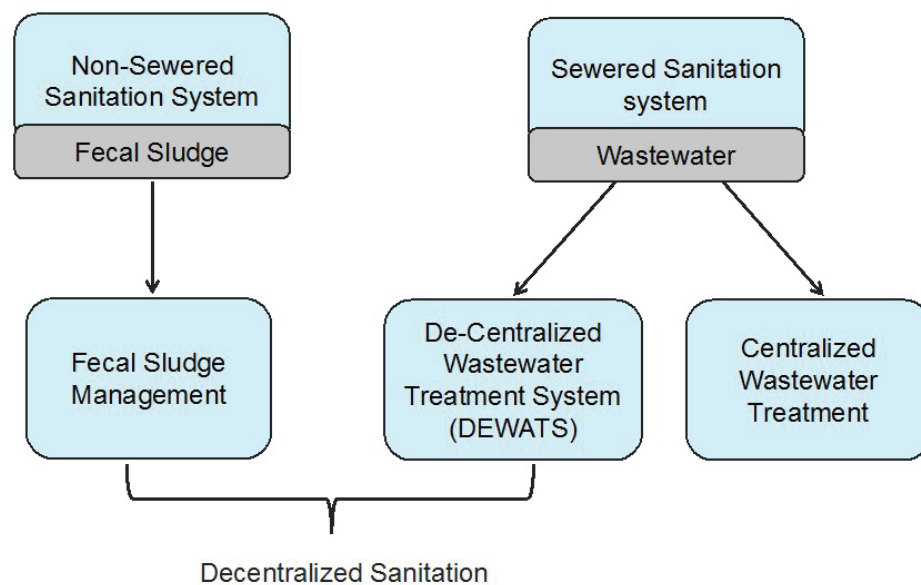 Non-Sewered
Sanitation System
Fecal Sludge
Sewered Sanitation
system
Wastewater
Fecal Sludge
Management
De-Centralized
Wastewater
Treatment System
(DEWATS)
Centralized
Wastewater
Treatment
Decentralized Sanitation